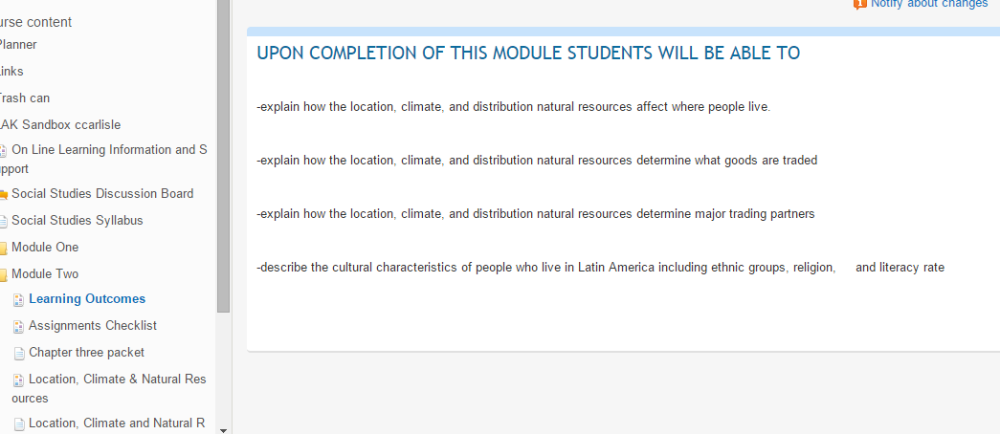 urse content
Planner
Links
Trash can
LAK Sandbox ccarlisle
On Line Learning Information and S
upport
Social Studies Discussion Board
Social Studies Syllabus
Module One
Module Two
Learning Outcomes
Assignments Checklist
Chapter three packet
Location, Climate & Natural Res
ources
Location, Climate and Natural R
Notify about changes
UPON COMPLETION OF THIS MODULE STUDENTS WILL BE ABLE TO
-explain how the location, climate, and distribution natural resources affect where people live.
-explain how the location, climate, and distribution natural resources determine what goods are traded
-explain how the location, climate, and distribution natural resources determine major trading partners
-describe the cultural characteristics of people who live in Latin America including ethnic groups, religion, and literacy rate